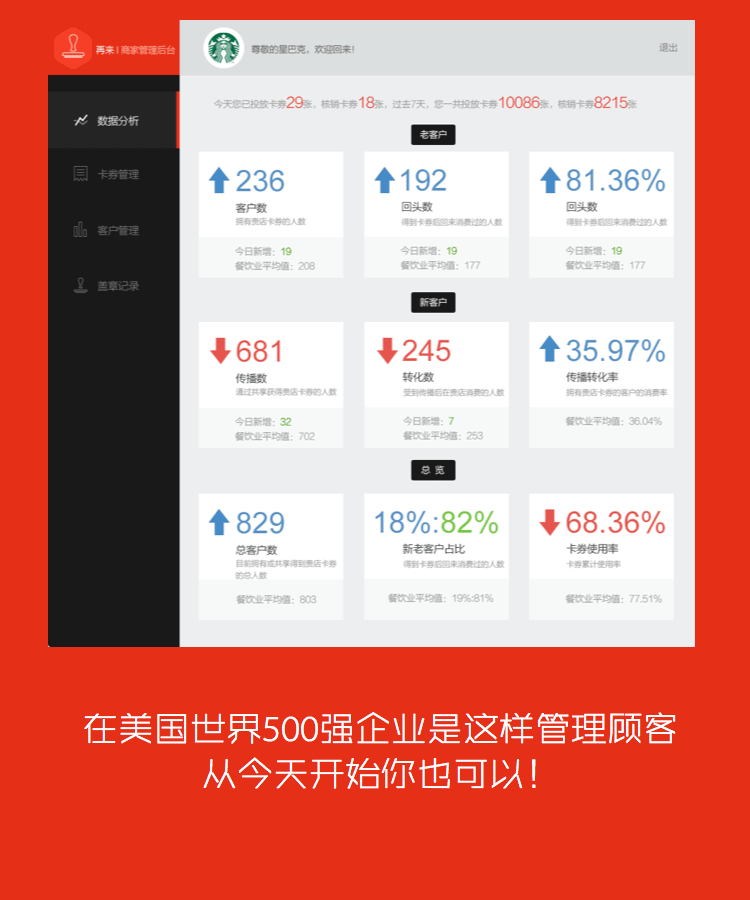 再来 | 商家管理后台
尊敬的星巴克，欢迎回来！
退出
数据分析
卡券管理
客户管理
盖章记录
今天您已投放卡券29张，核销卡券18张，过去7天，您一共投放卡券10086张，核销卡券8215张
老客户
236
客户数
拥有贵店卡券的人数
今日新增：19
餐饮业平均值：208
192
回头数
得到卡券后回来消费过的人数
今日新增：19
餐饮业平均值：177
81.36%
回头数
得到卡券后回来消费过的人数
今日新增：19
餐饮业平均值：177
新客户
681
传播数
通过共享获得贵店卡券的人数
今日新增：32
餐饮业平均值：702
245
转化数
受到传播后在贵店消费的人数
今日新增：7
餐饮业平均值：253
35.97%
传播转化率
拥有贵店卡券的客户的消费率
餐饮业平均值：36.04%
总 览
829
总客户数
目前拥有或共享得到贵店卡券
的总人数
餐饮业平均值：803
18%:82%
新老客户占比
得到卡券后回来消费过的人数
餐饮业平均值：19%:81%
68.36%
卡券使用率
卡券累计使用率
餐饮业平均值：77.51%
在美国世界500强企业是这样管理顾客
从今天开始你也可以！